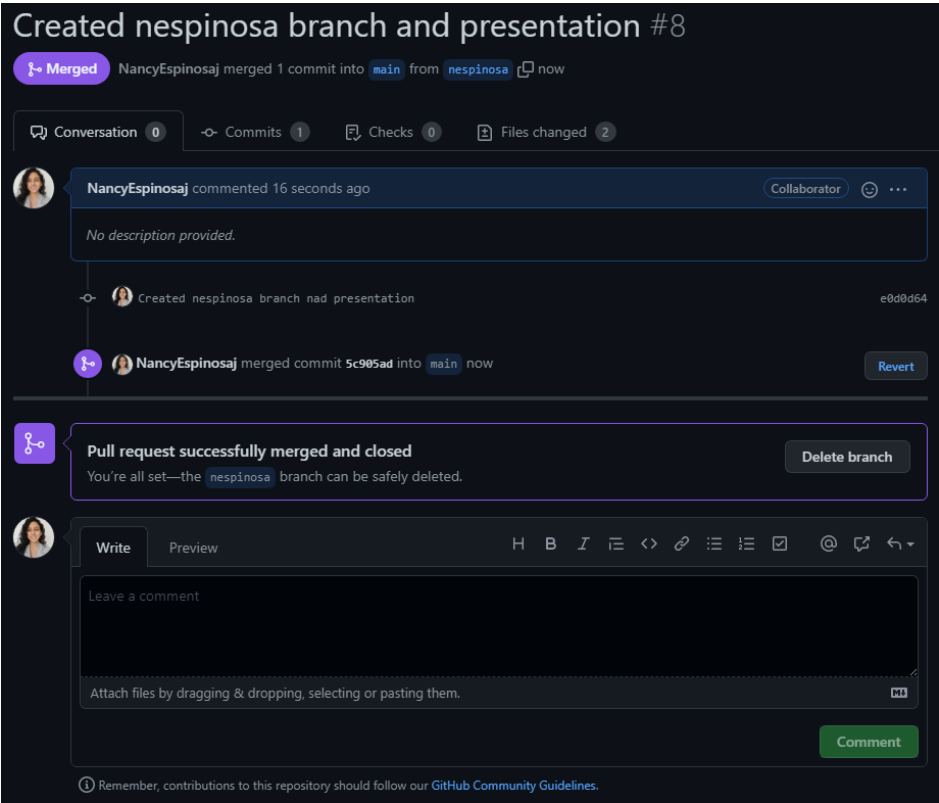 Created nespinosa branch and presentation #8
Merged NancyEspinosaj merged 1 commit into main from nespinosa now
Conversation 0 Commits 1 Checks 0 Files changed 2
NancyEspinosaj commented 16 seconds ago Collaborator
No description provided.
Created nespinosa branch nad presentation e0d0d64
NancyEspinosaj merged commit 5c905ad into main now Revert
Pull request successfully merged and closed
You're all set—the nespinosa branch can be safely deleted.
Delete branch
Write Preview
Leave a comment
Attach files by dragging & dropping, selecting or pasting them.
Comment
Remember, contributions to this repository should follow our GitHub Community Guidelines.